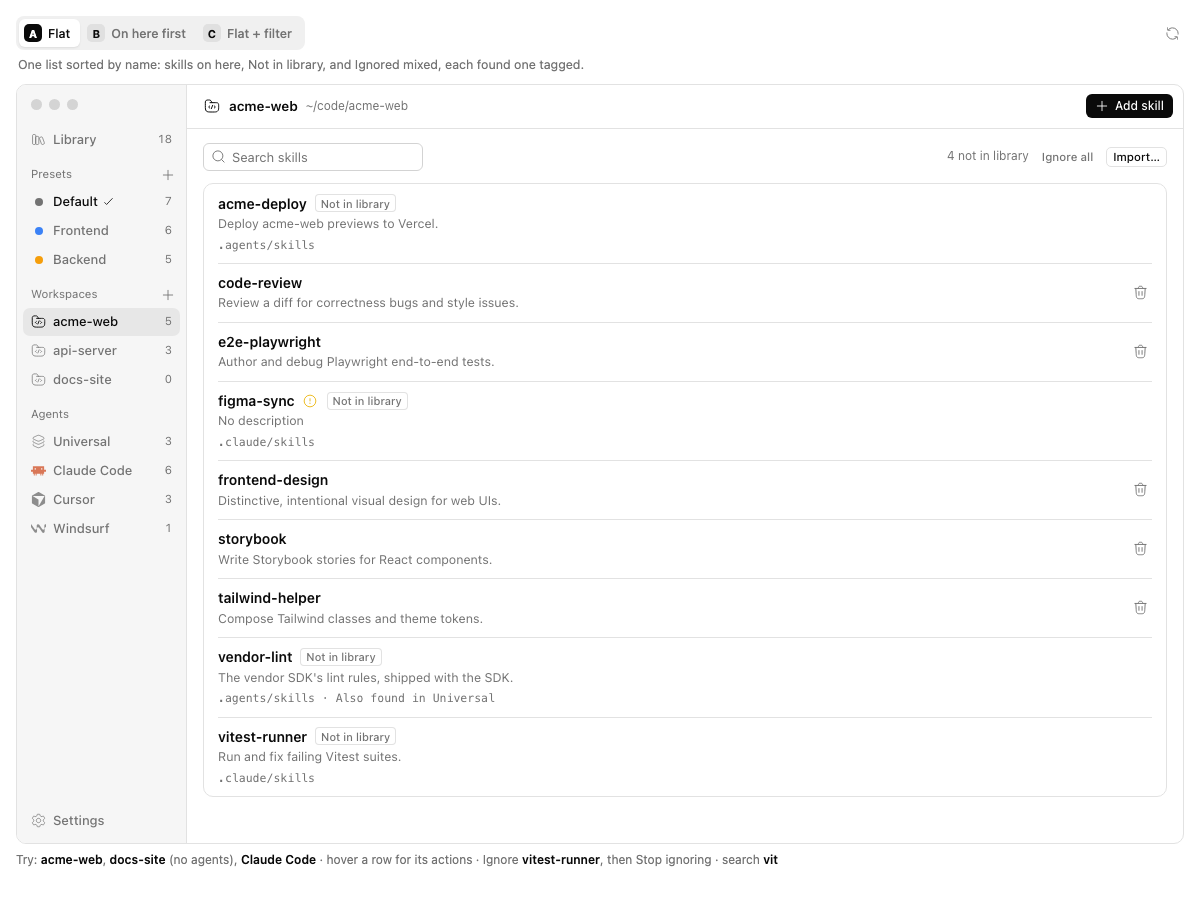 A Flat B On here first C Flat + filter
One list sorted by name: skills on here, Not in library, and Ignored mixed, each found one tagged.
Library 18
Presets
Default 7
Frontend 6
Backend 5
Workspaces
acme-web 5
api-server 3
docs-site 0
Agents
Universal 3
Claude Code 6
Cursor 3
Windsurf 1
Settings
acme-web ~/code/acme-web Add skill
Search skills 4 not in library Ignore all Import...
acme-deploy Not in library
Deploy acme-web previews to Vercel.
.agents/skills
code-review
Review a diff for correctness bugs and style issues.
e2e-playwright
Author and debug Playwright end-to-end tests.
figma-sync Not in library
No description
.claude/skills
frontend-design
Distinctive, intentional visual design for web UIs.
storybook
Write Storybook stories for React components.
tailwind-helper
Compose Tailwind classes and theme tokens.
vendor-lint Not in library
The vendor SDK's lint rules, shipped with the SDK.
.agents/skills · Also found in Universal
vitest-runner Not in library
Run and fix failing Vitest suites.
.claude/skills
Try: acme-web, docs-site (no agents), Claude Code · hover a row for its actions · Ignore vitest-runner, then Stop ignoring · search vit